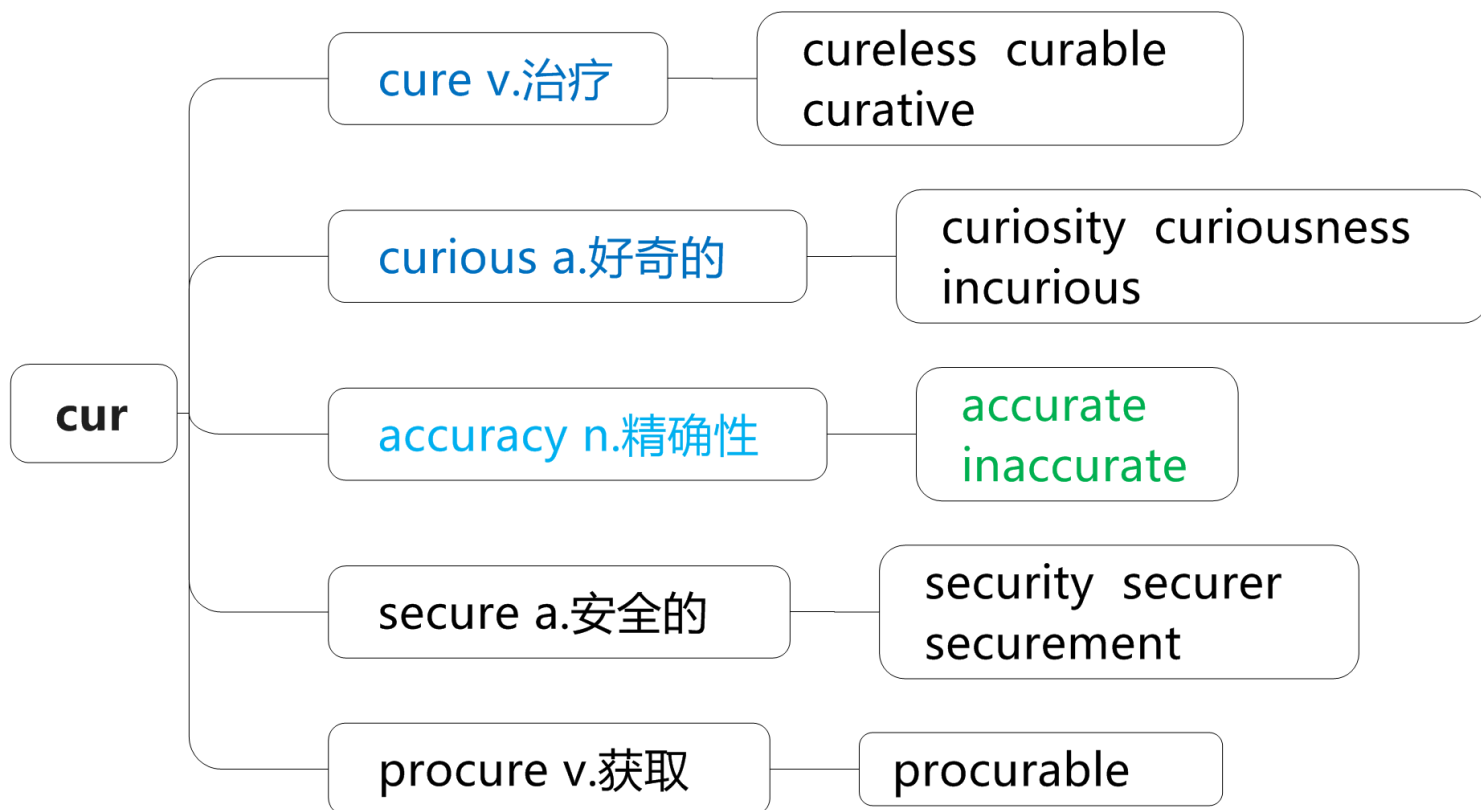 cure v.治疗
cureless  curable
curative
curious a.好奇的
curiosity  curiousness
incurious
cur
accuracy n.精确性
accurate
inaccurate
secure a.安全的
security  securer
securement
procure v.获取
procurable